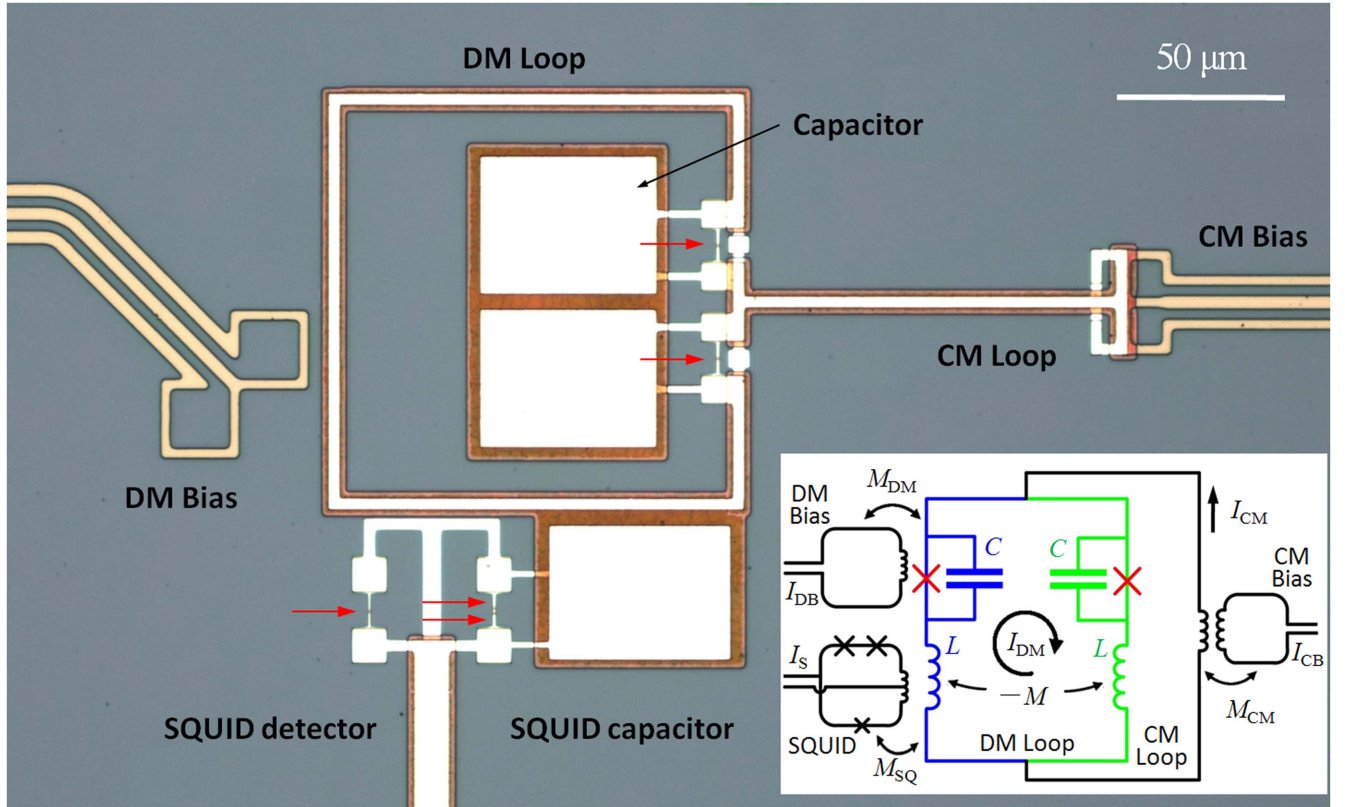 DM Loop
50 μm
Capacitor
CM Bias
CM Loop
DM Bias
SQUID detector
SQUID capacitor
DM
Bias
M_DM
I_CM
C
C
CM
Bias
I_DB
I_S
L
I_DM
L
I_CB
−M
M_CM
SQUID
M_SQ
DM Loop
CM
Loop